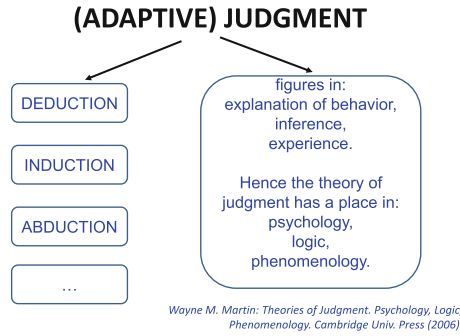 (ADAPTIVE) JUDGMENT
DEDUCTION
INDUCTION
ABDUCTION
...
figures in:
explanation of behavior,
inference,
experience.
Hence the theory of
judgment has a place in:
psychology,
logic,
phenomenology.
Wayne M. Martin: Theories of Judgment. Psychology, Logic,
Phenomenology. Cambridge Univ. Press (2006)